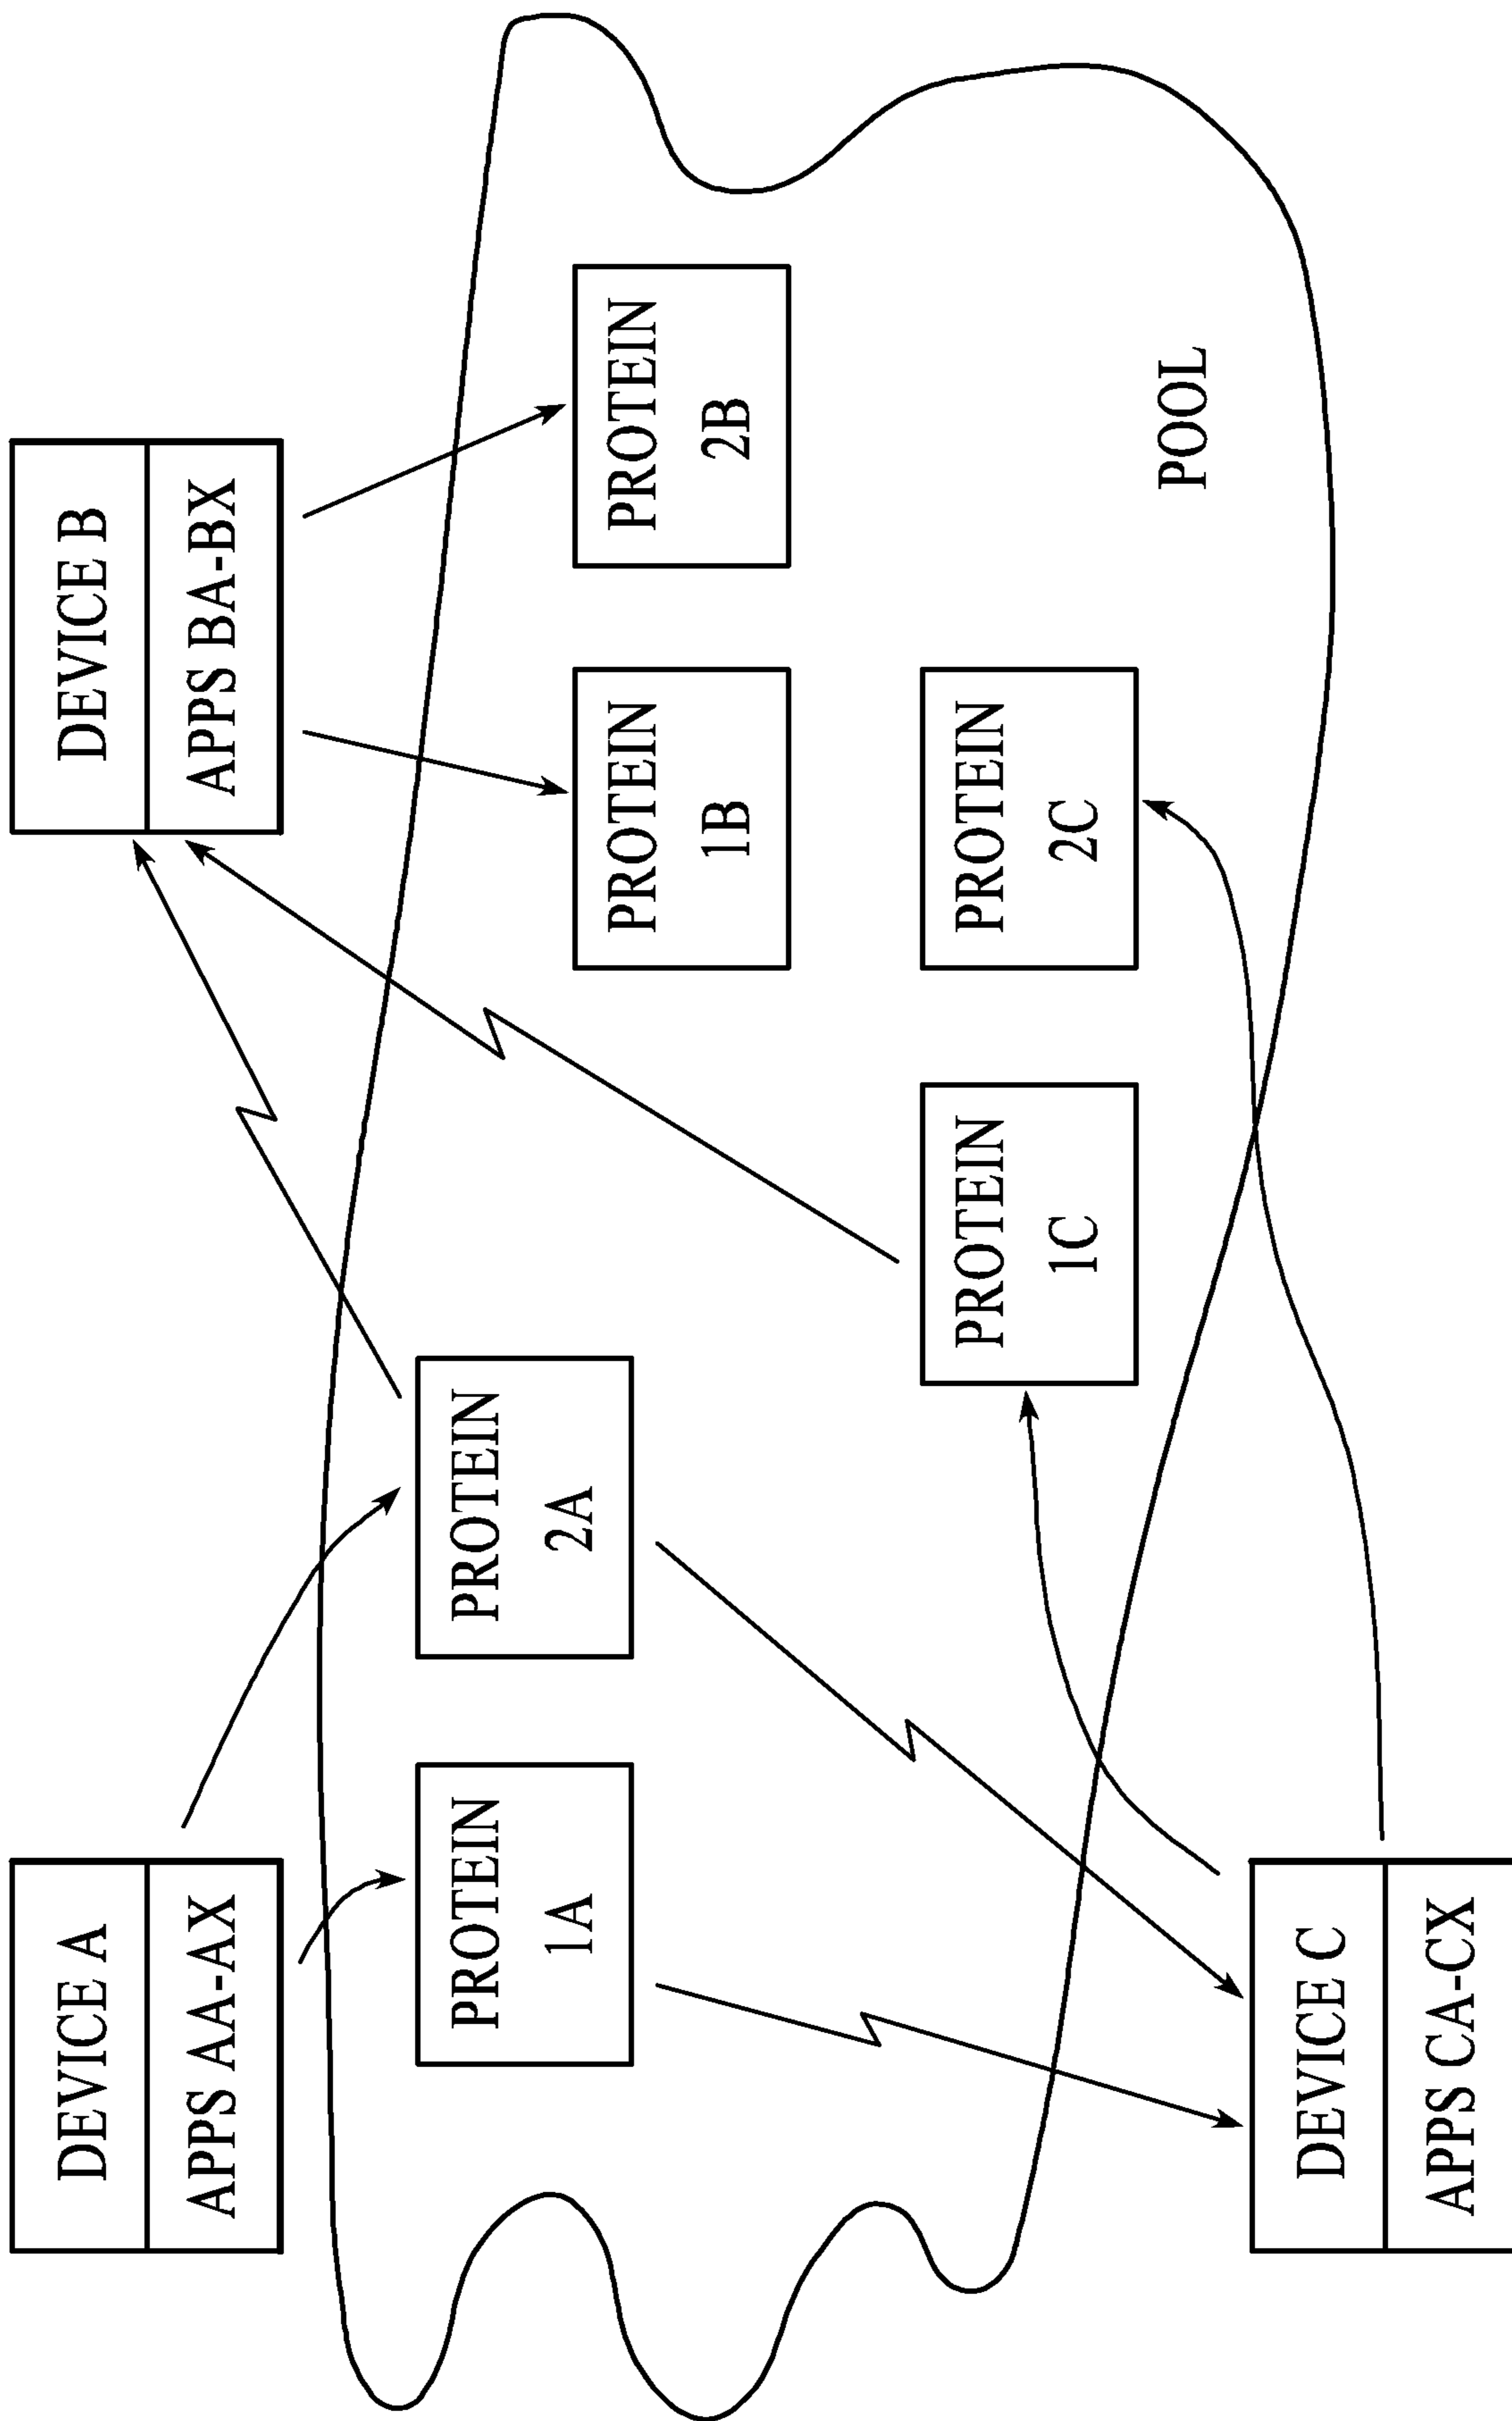 DEVICE A
APPS AA-AX
DEVICE B
APPS BA-BX
PROTEIN
1A
PROTEIN
2A
PROTEIN
1B
PROTEIN
2B
PROTEIN
1C
PROTEIN
2C
POOL
DEVICE C
APPS CA-CX